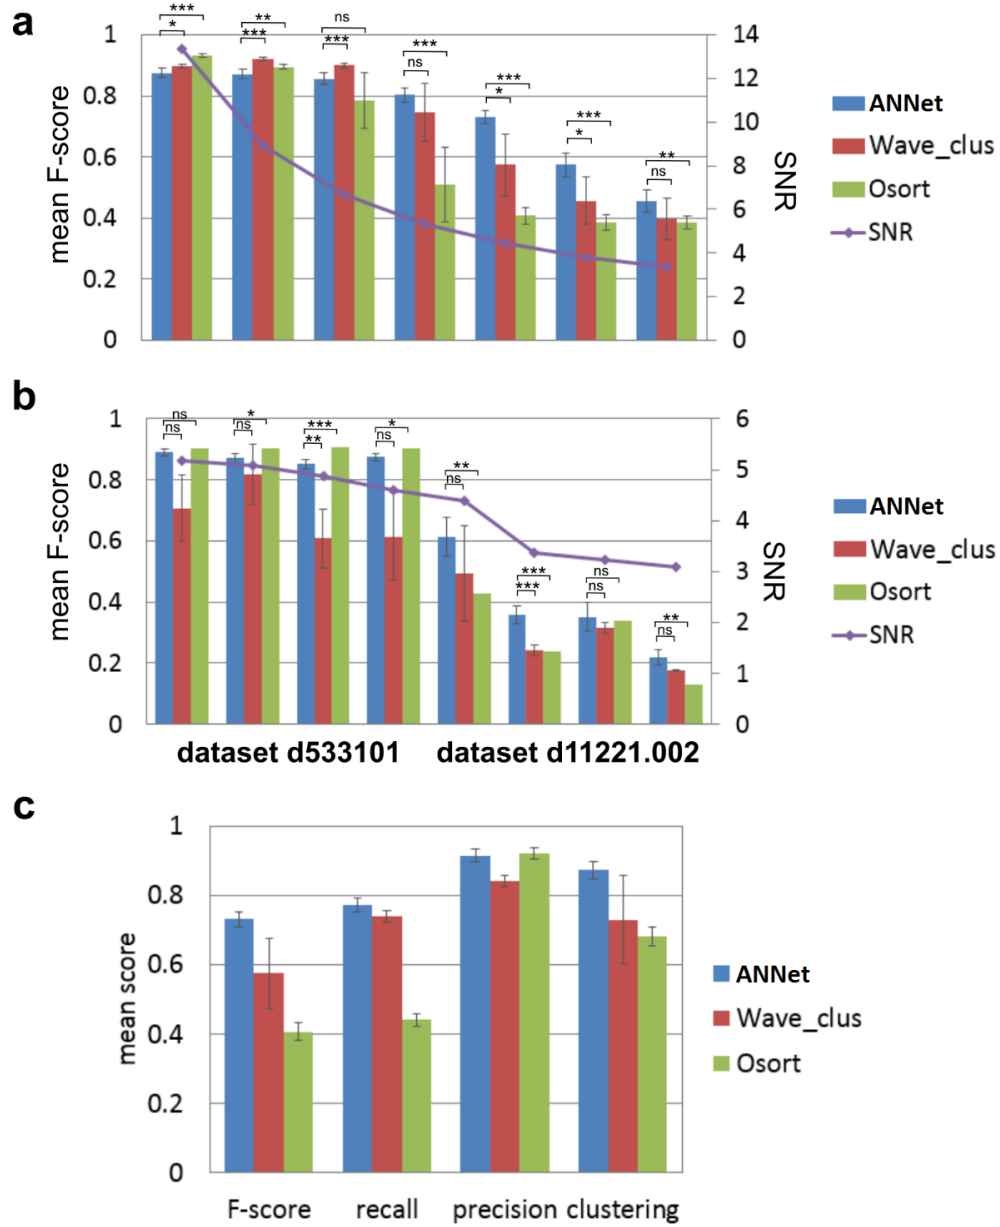 a
*** ** ns
* *** ***
***
ns
***
*
***
*
**
ns
1
0.8
0.6
0.4
0.2
0
mean F-score
14
12
10
8
6
4
2
0
SNR
ANNet
Wave_clus
Osort
SNR
b
ns * *** *
ns ns ** ns
**
ns
***
***
ns
ns
**
ns
1
0.8
0.6
0.4
0.2
0
mean F-score
6
5
4
3
2
1
0
SNR
ANNet
Wave_clus
Osort
SNR
dataset d533101 dataset d11221.002
c
1
0.8
0.6
0.4
0.2
0
mean score
ANNet
Wave_clus
Osort
F-score recall precision clustering